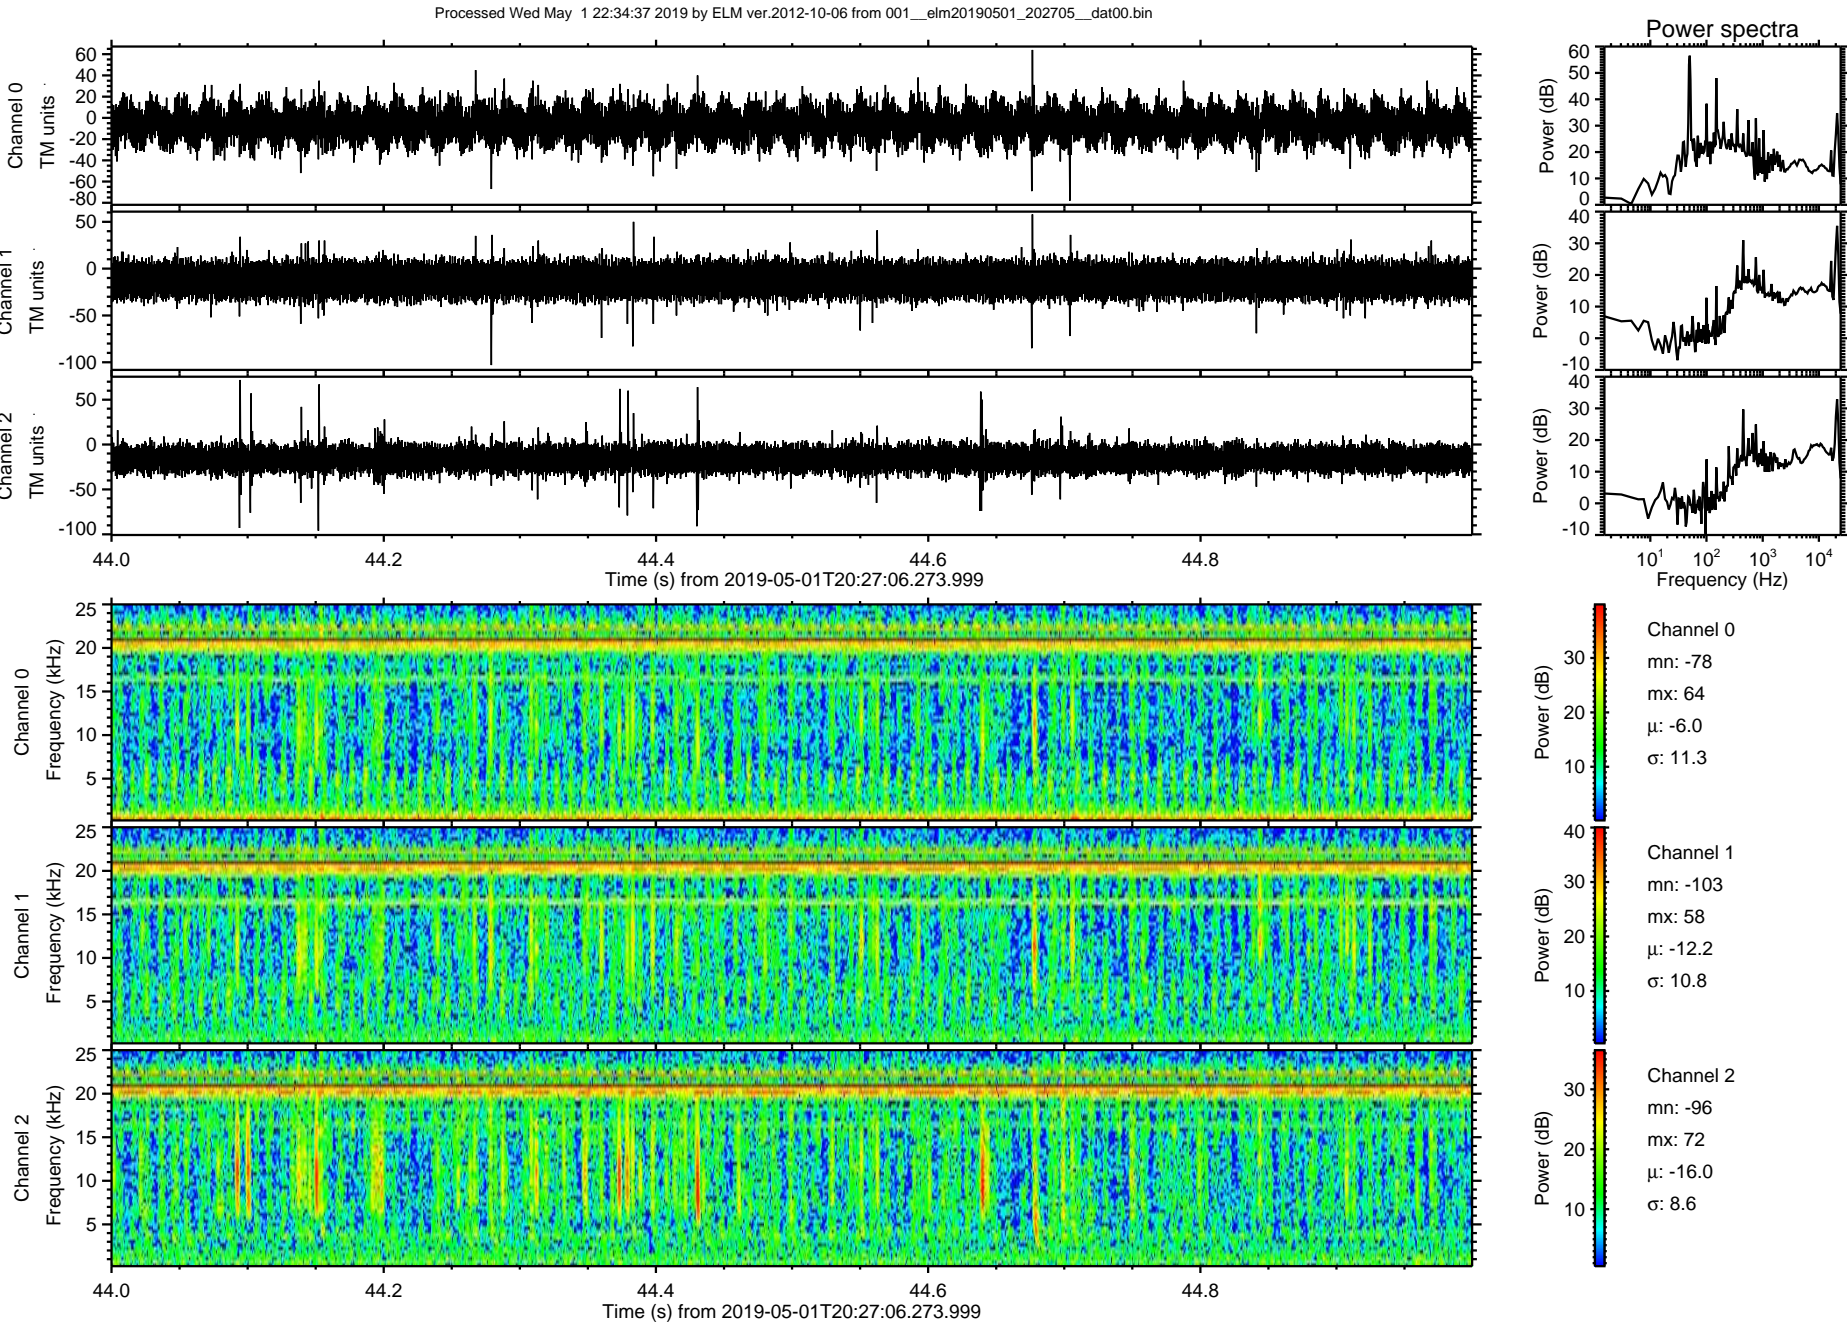 Processed Wed May  1 22:34:37 2019 by ELM ver.2012-10-06 from 001__elm20190501_202705__dat00.bin
Power spectra
Channel 0
TM units
60
40
20
0
-20
-40
-60
-80
Power (dB)
60
50
40
30
20
10
0
Channel 1
TM units
50
0
-50
-100
Power (dB)
40
30
20
10
0
-10
Channel 2
TM units
50
0
-50
-100
Power (dB)
40
30
20
10
0
-10
44.0 44.2 44.4 44.6 44.8
Time (s) from 2019-05-01T20:27:06.273.999
10¹ 10² 10³ 10⁴
Frequency (Hz)
Channel 0
Frequency (kHz)
25
20
15
10
5
Power (dB)
30
20
10
Channel 0
mn: -78
mx: 64
μ: -6.0
σ: 11.3
Channel 1
Frequency (kHz)
25
20
15
10
5
Power (dB)
40
30
20
10
Channel 1
mn: -103
mx: 58
μ: -12.2
σ: 10.8
Channel 2
Frequency (kHz)
25
20
15
10
5
Power (dB)
30
20
10
Channel 2
mn: -96
mx: 72
μ: -16.0
σ: 8.6
44.0 44.2 44.4 44.6 44.8
Time (s) from 2019-05-01T20:27:06.273.999